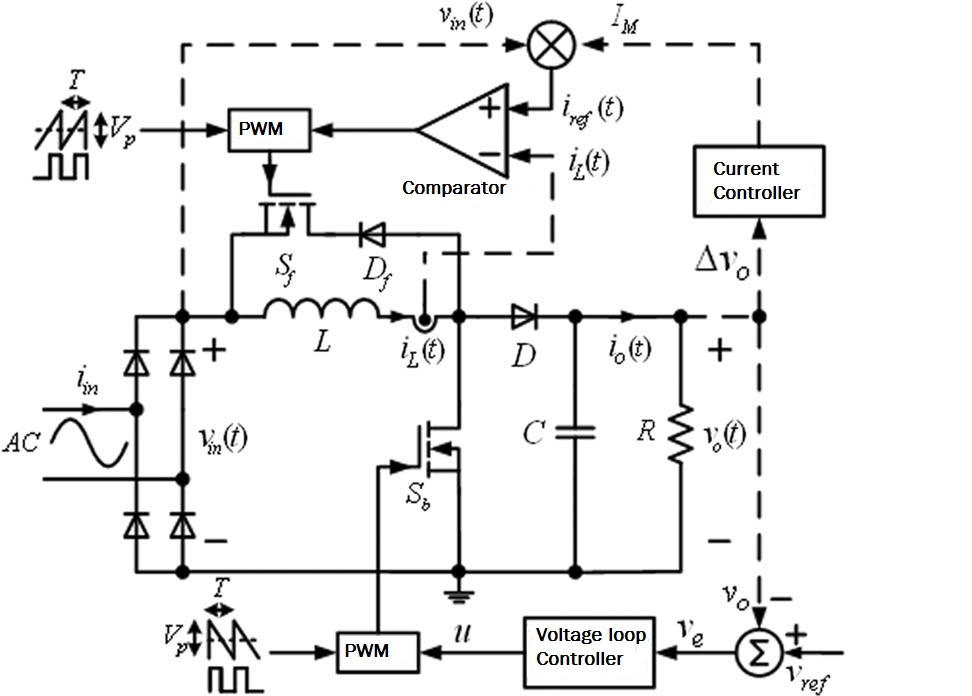 v_in(t)
I_M
T
V_p
PWM
+
i_ref(t)
−
i_L(t)
Comparator
Current
Controller
S_f
D_f
Δv_o
L
i_L(t)
D
i_o(t)
+
+
i_in
AC
v_in(t)
C
R
v_o(t)
S_b
−
−
T
V_p
PWM
u
Voltage loop
Controller
v_e
Σ
v_o
−
+
v_ref